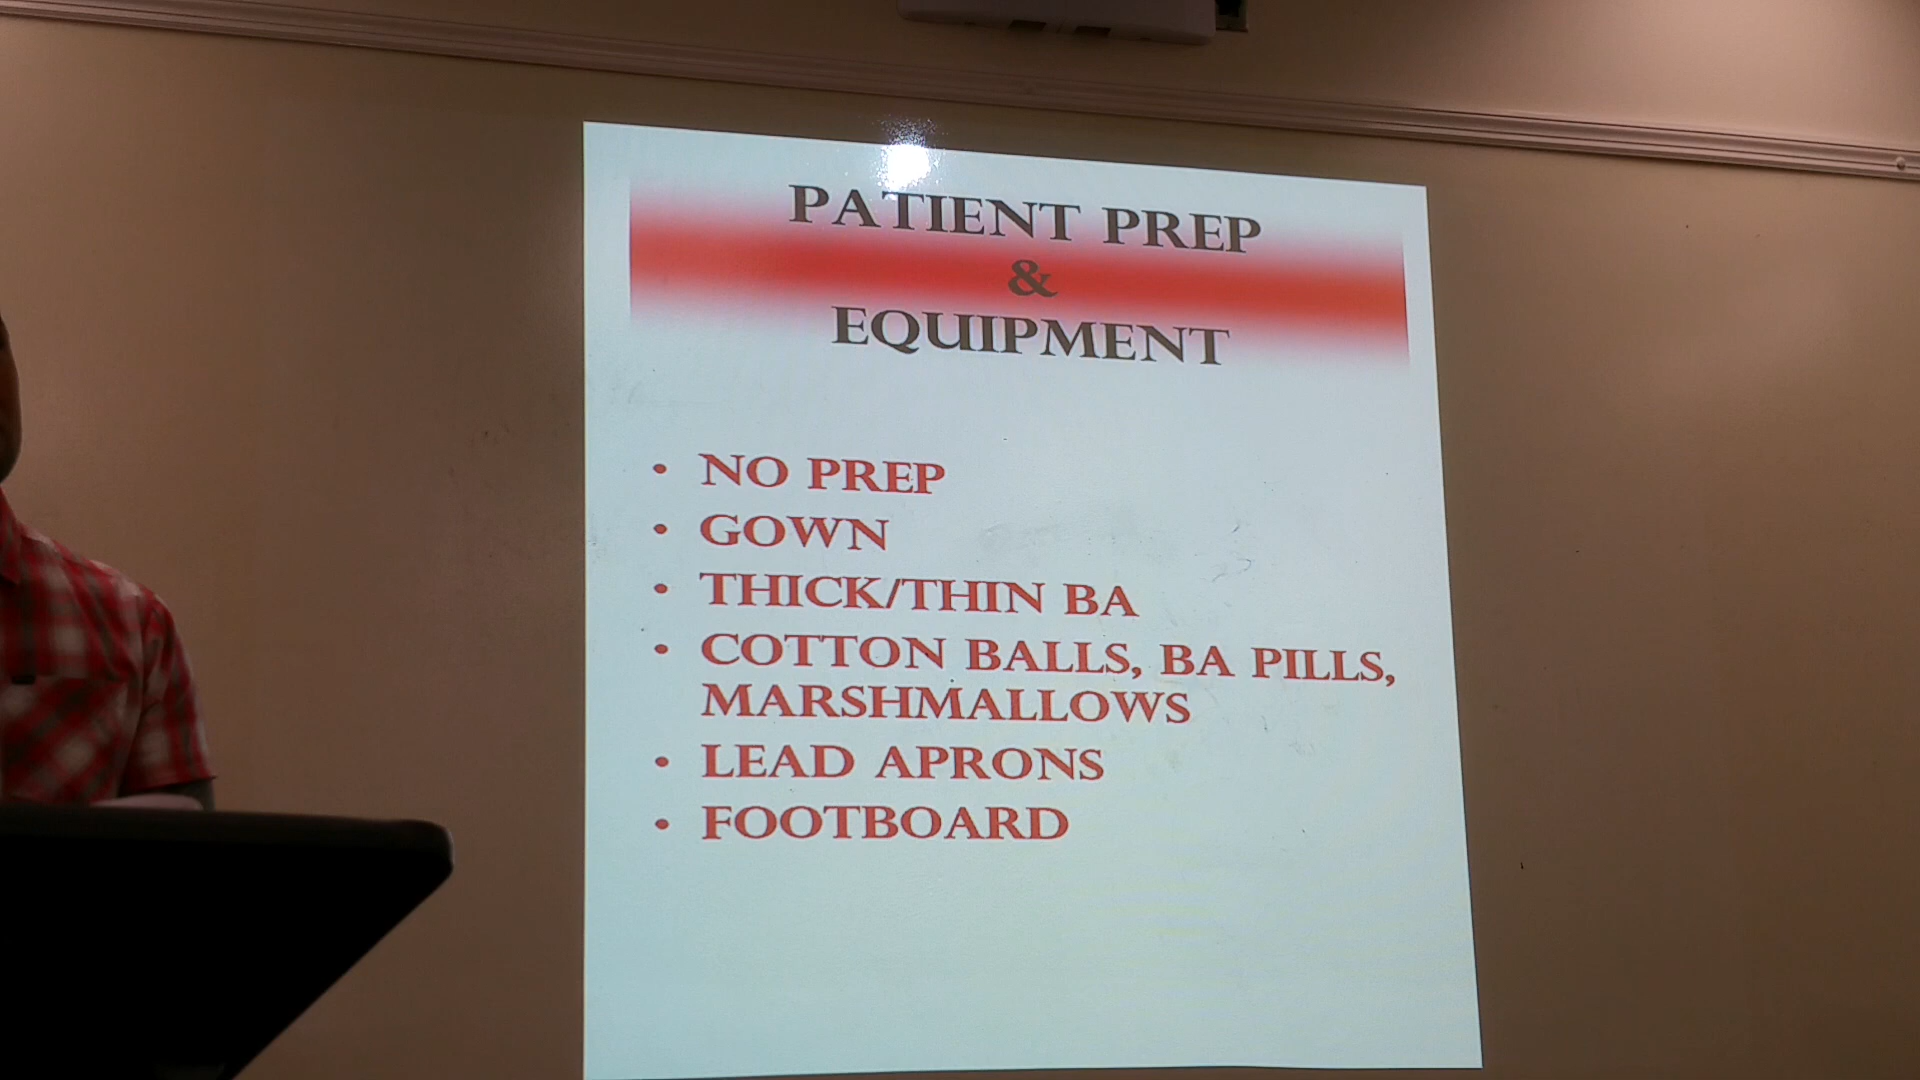 PATIENT PREP
&
EQUIPMENT
• NO PREP
• GOWN
• THICK/THIN BA
• COTTON BALLS, BA PILLS,
MARSHMALLOWS
• LEAD APRONS
• FOOTBOARD